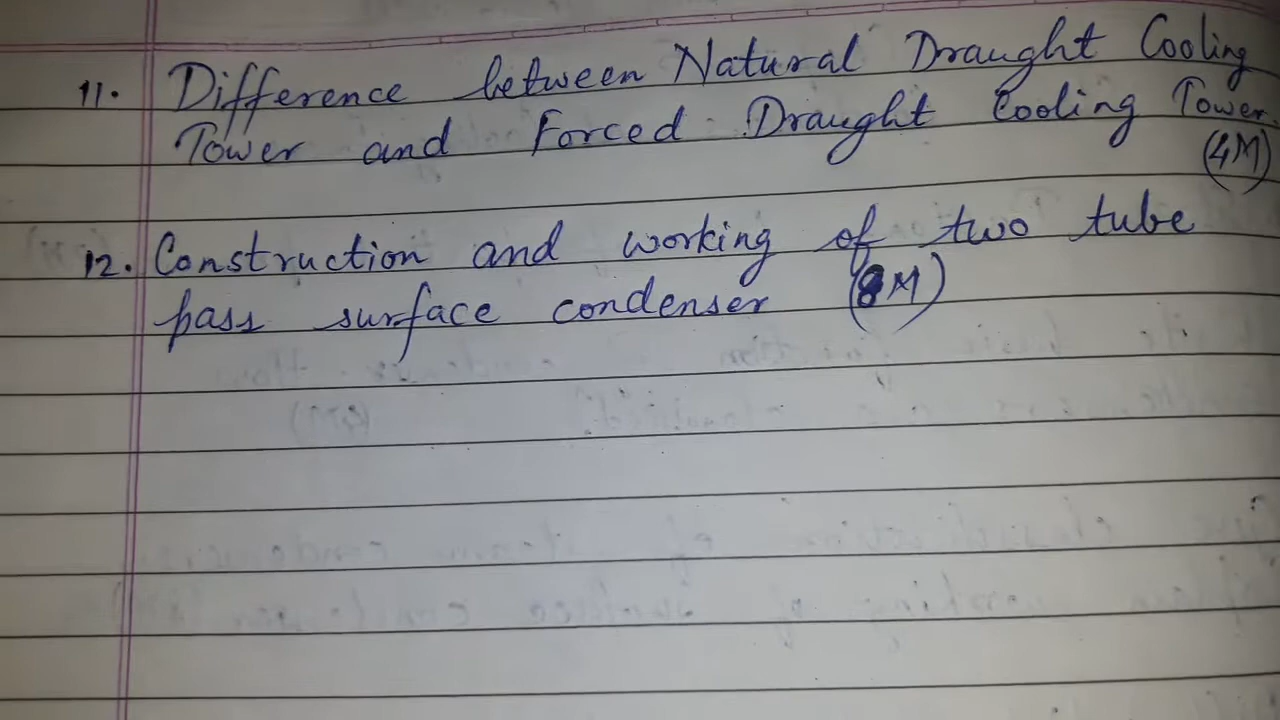 11. Difference between Natural Draught Cooling
Tower and Forced Draught Cooling Tower.
(4M)
12. Construction and working of two tube
pass surface condenser (8M)